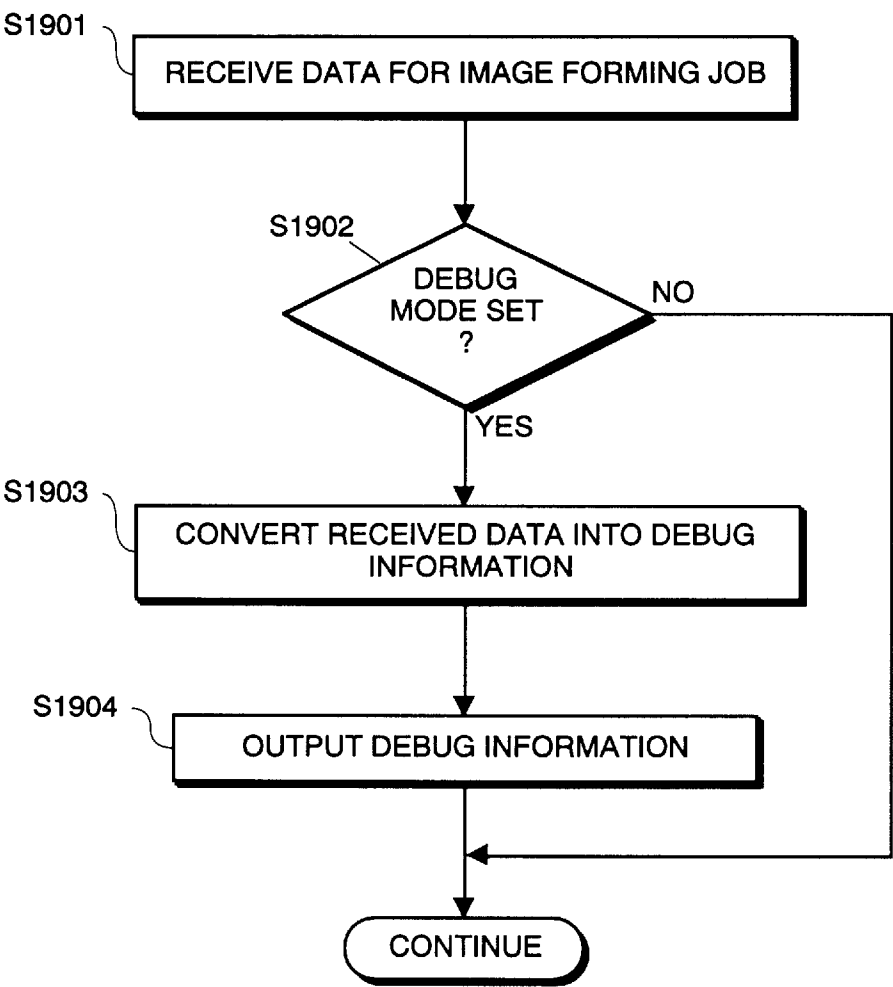 S1901
RECEIVE DATA FOR IMAGE FORMING JOB
S1902
DEBUG
MODE SET
?
NO
YES
S1903
CONVERT RECEIVED DATA INTO DEBUG
INFORMATION
S1904
OUTPUT DEBUG INFORMATION
CONTINUE